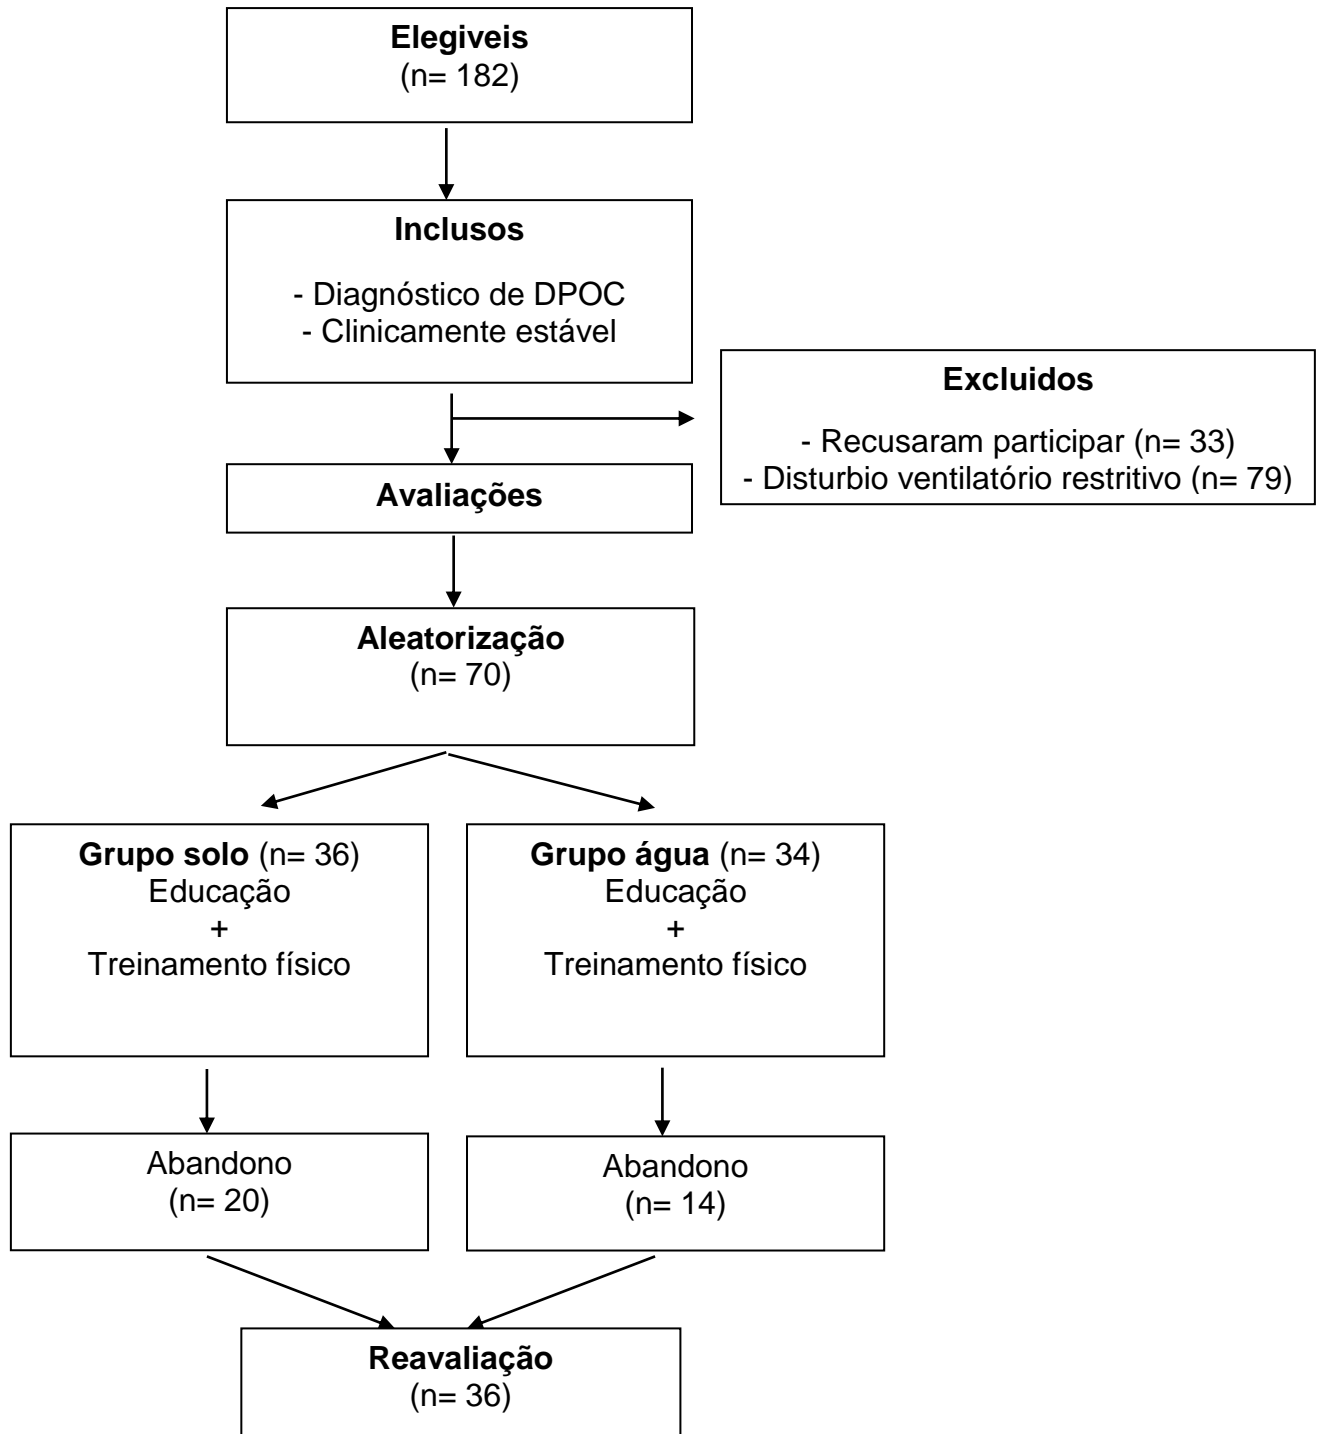 Elegiveis
(n= 182)
Inclusos
- Diagnóstico de DPOC
- Clinicamente estável
Excluidos
- Recusaram participar (n= 33)
- Disturbio ventilatório restritivo (n= 79)
Avaliações
Aleatorização
(n= 70)
Grupo solo (n= 36)
Educação
+
Treinamento físico
Grupo água (n= 34)
Educação
+
Treinamento físico
Abandono
(n= 20)
Abandono
(n= 14)
Reavaliação
(n= 36)